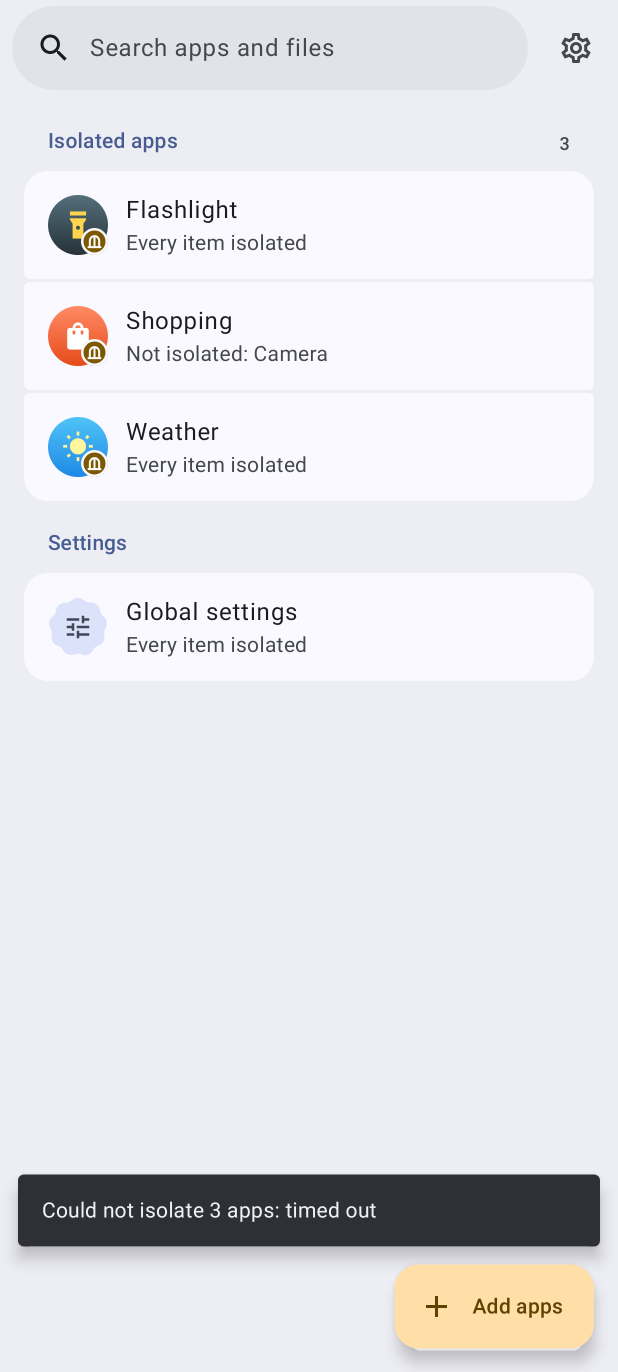 Search apps and files
Isolated apps
3
Flashlight
Every item isolated
Shopping
Not isolated: Camera
Weather
Every item isolated
Settings
Global settings
Every item isolated
Could not isolate 3 apps: timed out
Add apps